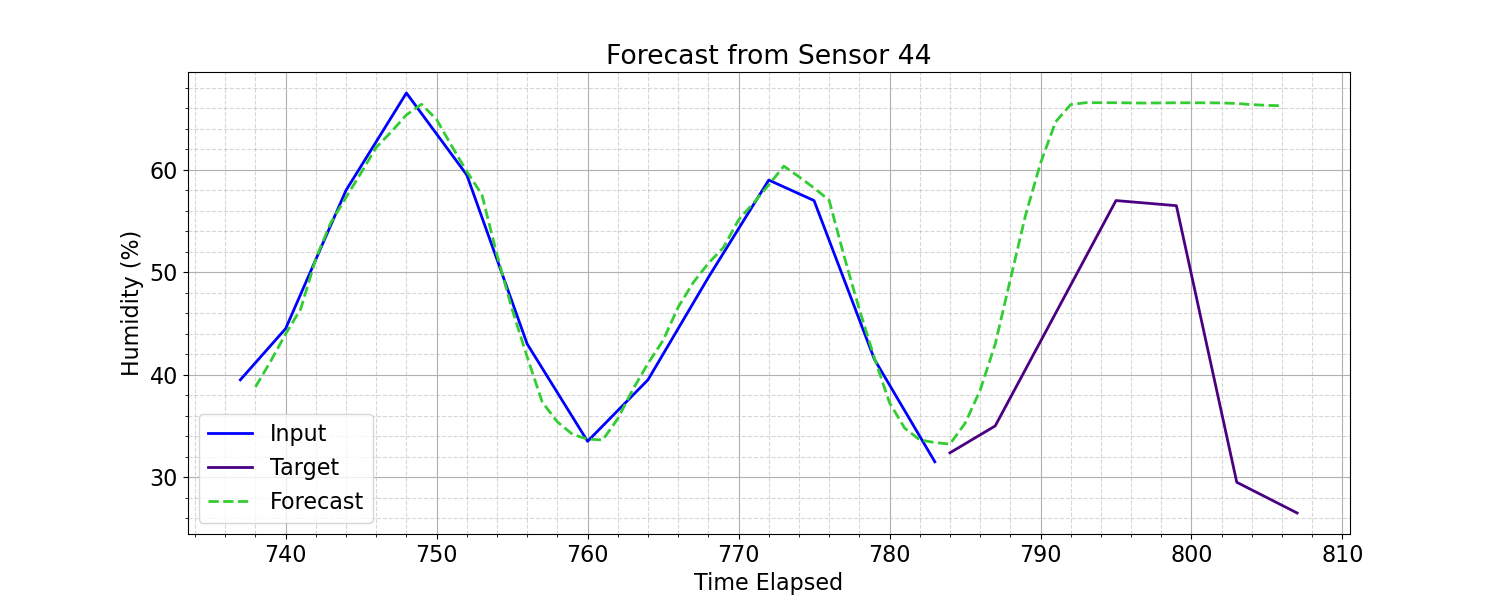 Forecast from Sensor 44
Humidity (%)
60
50
40
30
Input
Target
Forecast
740 750 760 770 780 790 800 810
Time Elapsed